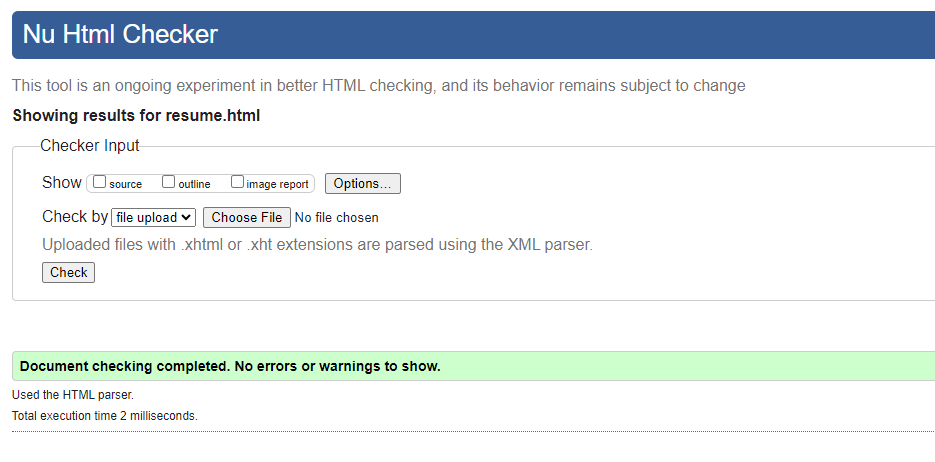 Nu Html Checker
This tool is an ongoing experiment in better HTML checking, and its behavior remains subject to change
Showing results for resume.html
Checker Input
Show source outline image report Options...
Check by file upload Choose File No file chosen
Uploaded files with .xhtml or .xht extensions are parsed using the XML parser.
Check
Document checking completed. No errors or warnings to show.
Used the HTML parser.
Total execution time 2 milliseconds.